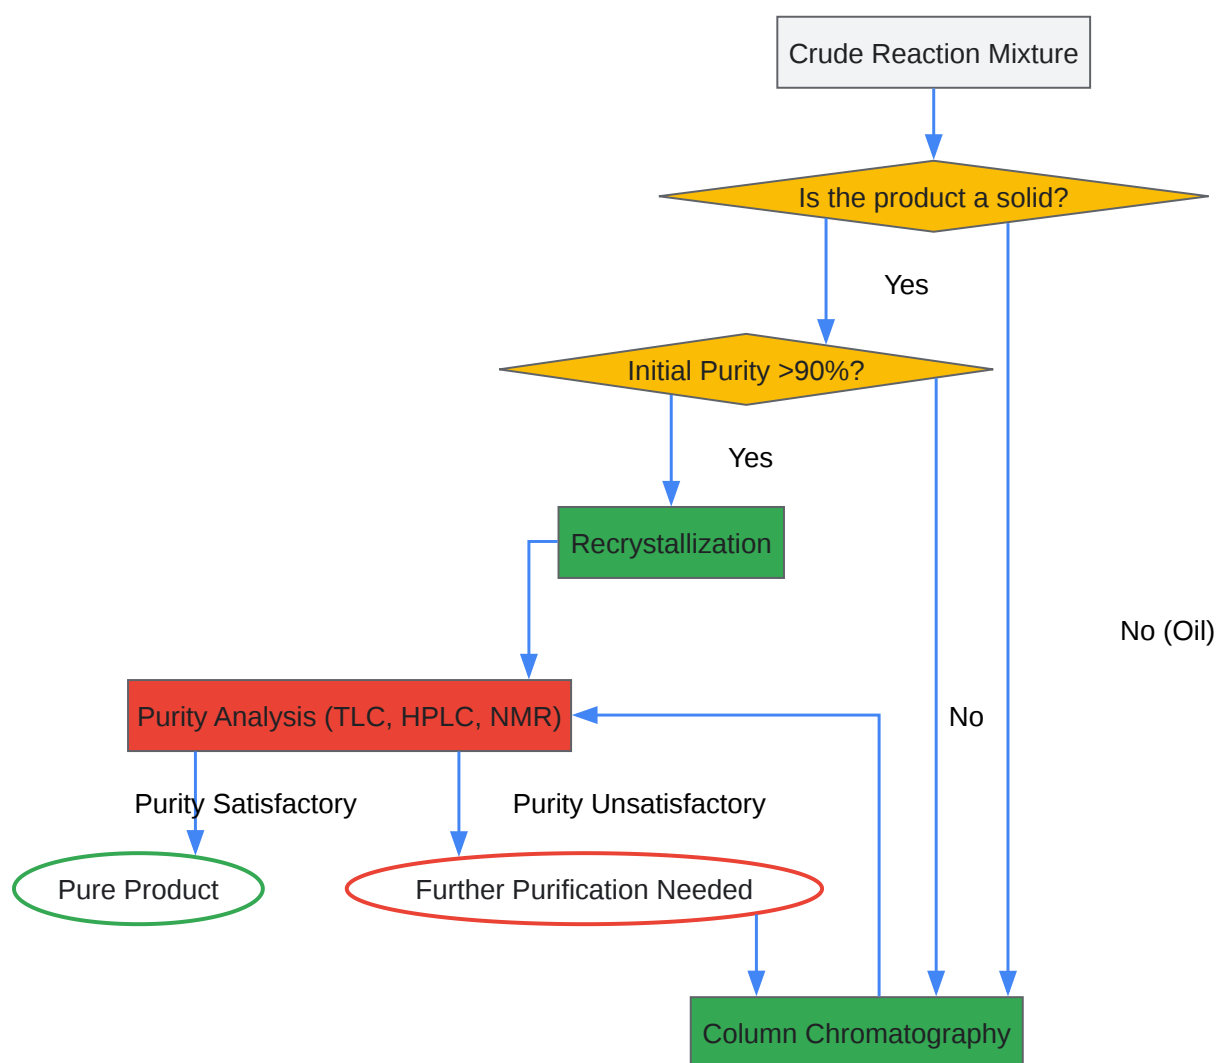 Crude Reaction Mixture
Is the product a solid?
Yes
Initial Purity >90%?
Yes
Recrystallization
No (Oil)
Purity Analysis (TLC, HPLC, NMR)
No
Purity Satisfactory
Purity Unsatisfactory
Pure Product
Further Purification Needed
Column Chromatography